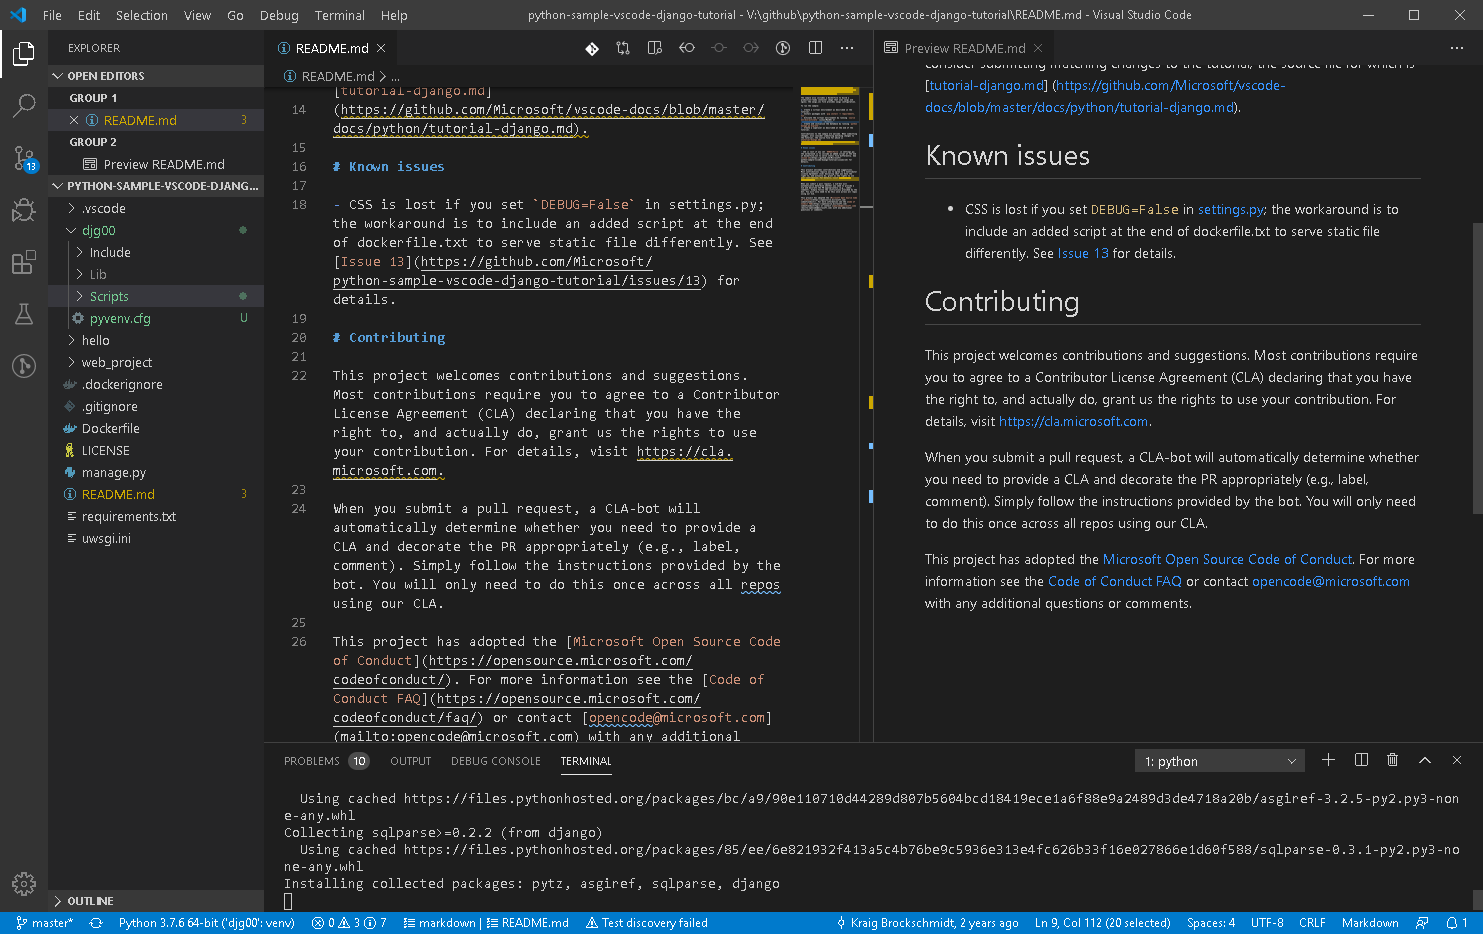 File Edit Selection View Go Debug Terminal Help python-sample-vscode-django-tutorial - V:\github\python-sample-vscode-django-tutorial\README.md - Visual Studio Code
EXPLORER
OPEN EDITORS
GROUP 1
README.md 3
GROUP 2
Preview README.md
PYTHON-SAMPLE-VSCODE-DJANG...
.vscode
djg00
Include
Lib
Scripts
pyvenv.cfg U
hello
web_project
.dockerignore
.gitignore
Dockerfile
LICENSE
manage.py
README.md 3
requirements.txt
uwsgi.ini
OUTLINE
13
README.md
README.md > ...
[tutorial-django.md]
14 (https://github.com/Microsoft/vscode-docs/blob/master/
docs/python/tutorial-django.md).
15
16 # Known issues
17
18 - CSS is lost if you set `DEBUG=False` in settings.py;
the workaround is to include an added script at the end
of dockerfile.txt to serve static file differently. See
[Issue 13](https://github.com/Microsoft/
python-sample-vscode-django-tutorial/issues/13) for
details.
19
20 # Contributing
21
22 This project welcomes contributions and suggestions.
Most contributions require you to agree to a Contributor
License Agreement (CLA) declaring that you have the
right to, and actually do, grant us the rights to use
your contribution. For details, visit https://cla.
microsoft.com.
23
24 When you submit a pull request, a CLA-bot will
automatically determine whether you need to provide a
CLA and decorate the PR appropriately (e.g., label,
comment). Simply follow the instructions provided by the
bot. You will only need to do this once across all repos
using our CLA.
25
26 This project has adopted the [Microsoft Open Source Code
of Conduct](https://opensource.microsoft.com/
codeofconduct/). For more information see the [Code of
Conduct FAQ](https://opensource.microsoft.com/
codeofconduct/faq/) or contact [opencode@microsoft.com]
(mailto:opencode@microsoft.com) with any additional
Preview README.md
consider submitting matching changes to the tutorial, the source file for which is
[tutorial-django.md] (https://github.com/Microsoft/vscode-
docs/blob/master/docs/python/tutorial-django.md).
Known issues
• CSS is lost if you set DEBUG=False in settings.py; the workaround is to
include an added script at the end of dockerfile.txt to serve static file
differently. See Issue 13 for details.
Contributing
This project welcomes contributions and suggestions. Most contributions require
you to agree to a Contributor License Agreement (CLA) declaring that you have
the right to, and actually do, grant us the rights to use your contribution. For
details, visit https://cla.microsoft.com.
When you submit a pull request, a CLA-bot will automatically determine whether
you need to provide a CLA and decorate the PR appropriately (e.g., label,
comment). Simply follow the instructions provided by the bot. You will only need
to do this once across all repos using our CLA.
This project has adopted the Microsoft Open Source Code of Conduct. For more
information see the Code of Conduct FAQ or contact opencode@microsoft.com
with any additional questions or comments.
PROBLEMS 10 OUTPUT DEBUG CONSOLE TERMINAL 1: python
Using cached https://files.pythonhosted.org/packages/bc/a9/90e110710d44289d807b5604bcd18419ece1a6f88e9a2489d3de4718a20b/asgiref-3.2.5-py2.py3-non
e-any.whl
Collecting sqlparse>=0.2.2 (from django)
Using cached https://files.pythonhosted.org/packages/85/ee/6e821932f413a5c4b76be9c5936e313e4fc626b33f16e027866e1d60f588/sqlparse-0.3.1-py2.py3-no
ne-any.whl
Installing collected packages: pytz, asgiref, sqlparse, django
master* Python 3.7.6 64-bit ('djg00': venv) 0 3 7 markdown | README.md Test discovery failed Kraig Brockschmidt, 2 years ago Ln 9, Col 112 (20 selected) Spaces: 4 UTF-8 CRLF Markdown 1